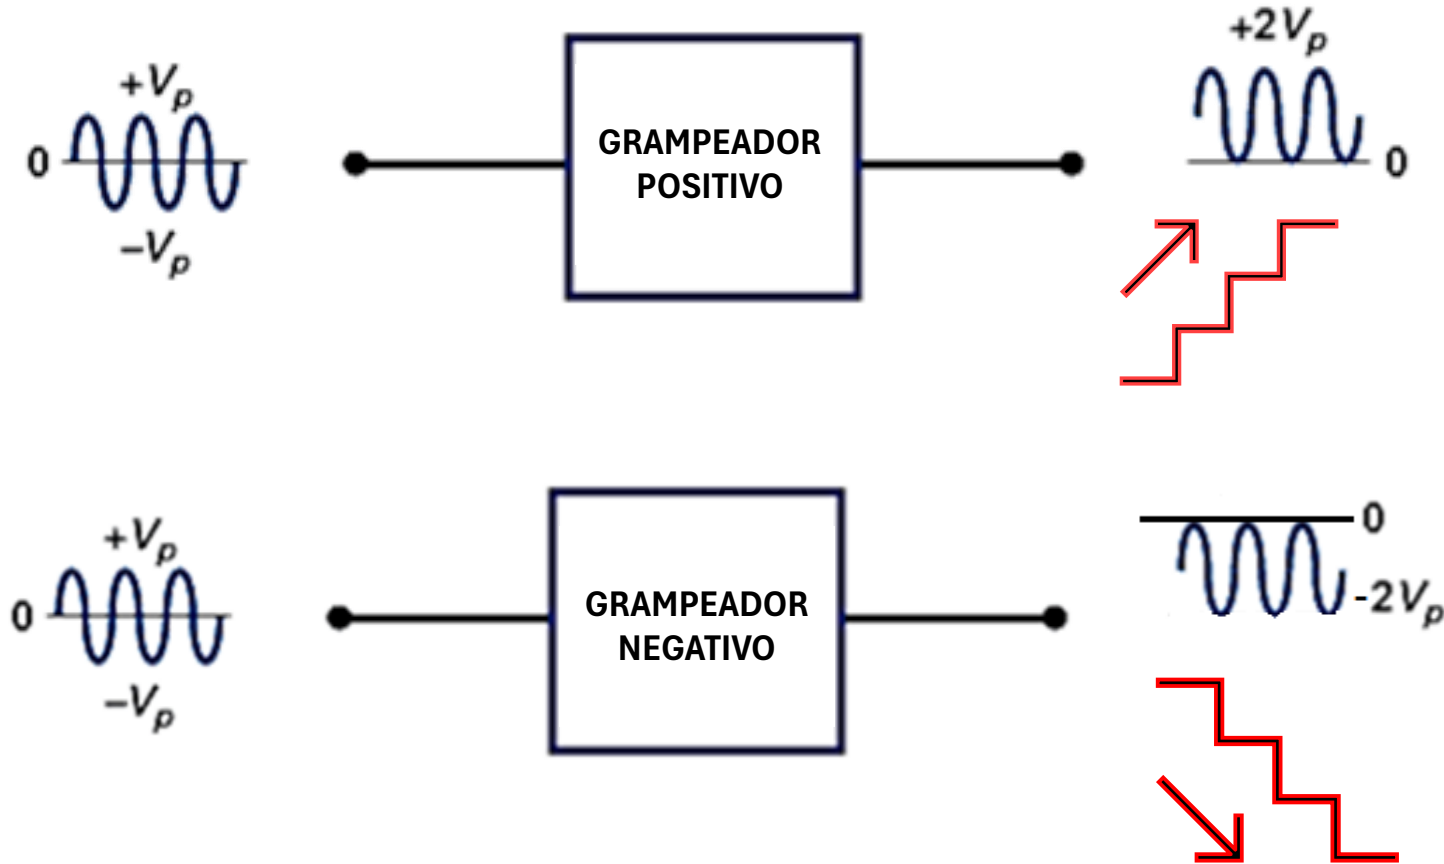 +Vp
0
−Vp
GRAMPEADOR
POSITIVO
+2Vp
0
+Vp
0
−Vp
GRAMPEADOR
NEGATIVO
0
-2Vp